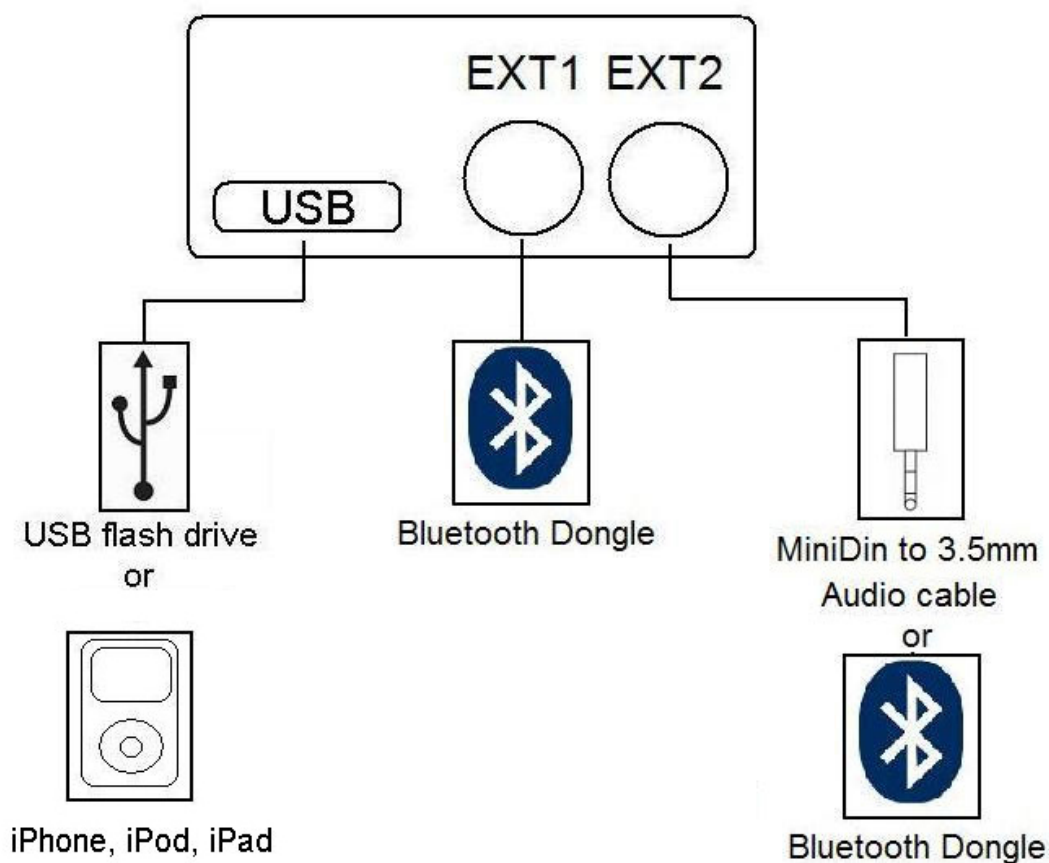 EXT1 EXT2
USB
USB flash drive
or
iPhone, iPod, iPad
Bluetooth Dongle
MiniDin to 3.5mm
Audio cable
or
Bluetooth Dongle